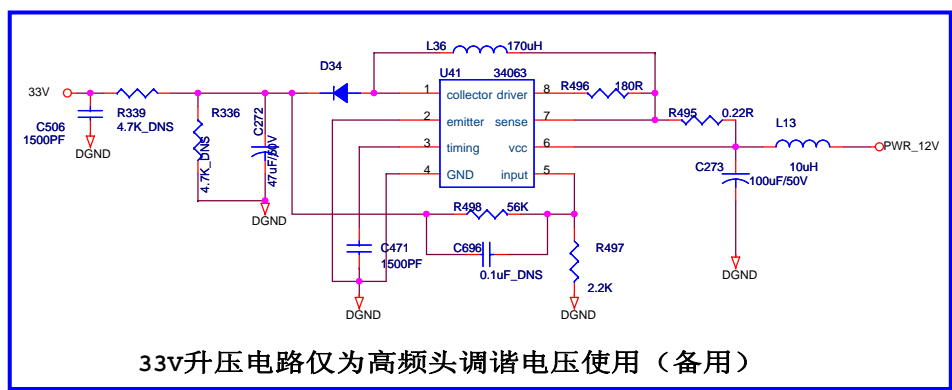 L36 170uH
D34 U41 34063
33V
1 collector driver 8 R496 180R
R339 R336 C272
C506 4.7K_DNS
1500PF 4.7K_DNS 47uF/50V
2 emitter sense 7 R495 0.22R
L13
DGND
3 timing vcc 6 PWR_12V
10uH
4 GND input 5 C273 100uF/50V
DGND
R498 56K
C471 C696 R497
1500PF 0.1uF_DNS
2.2K
DGND
DGND
DGND
33V升压电路仅为高频头调谐电压使用（备用）